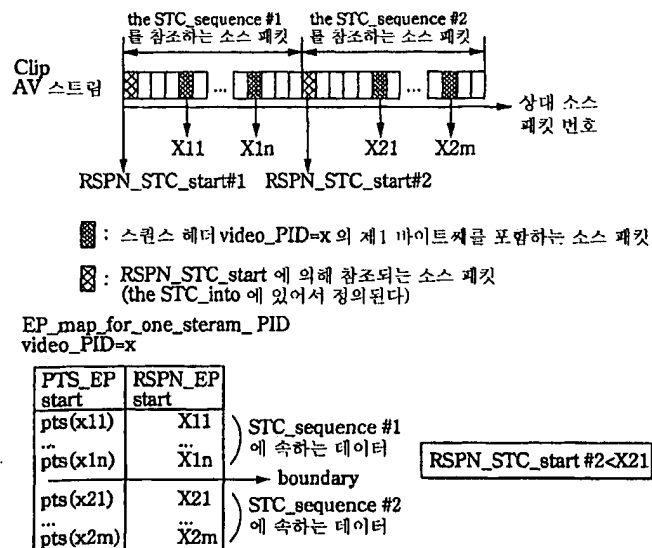 the STC_sequence #1
를 참조하는 소스 패킷
the STC_sequence #2
를 참조하는 소스 패킷
Clip
AV 스트림
...
...
상대 소스
패킷 번호
X11
X1n
X21
X2m
RSPN_STC_start#1
RSPN_STC_start#2
: 스퀀스 헤더 video_PID=x 의 제1 바이트째를 포함하는 소스 패킷
: RSPN_STC_start 에 의해 참조되는 소스 패킷
(the STC_into 에 있어서 정의된다)
EP_map_for_one_steram_ PID
video_PID=x
PTS_EP
start
RSPN_EP
start
pts(x11)
X11
...
...
pts(x1n)
X1n
STC_sequence #1
에 속하는 데이터
boundary
pts(x21)
X21
...
...
pts(x2m)
X2m
STC_sequence #2
에 속하는 데이터
RSPN_STC_start #2<X21